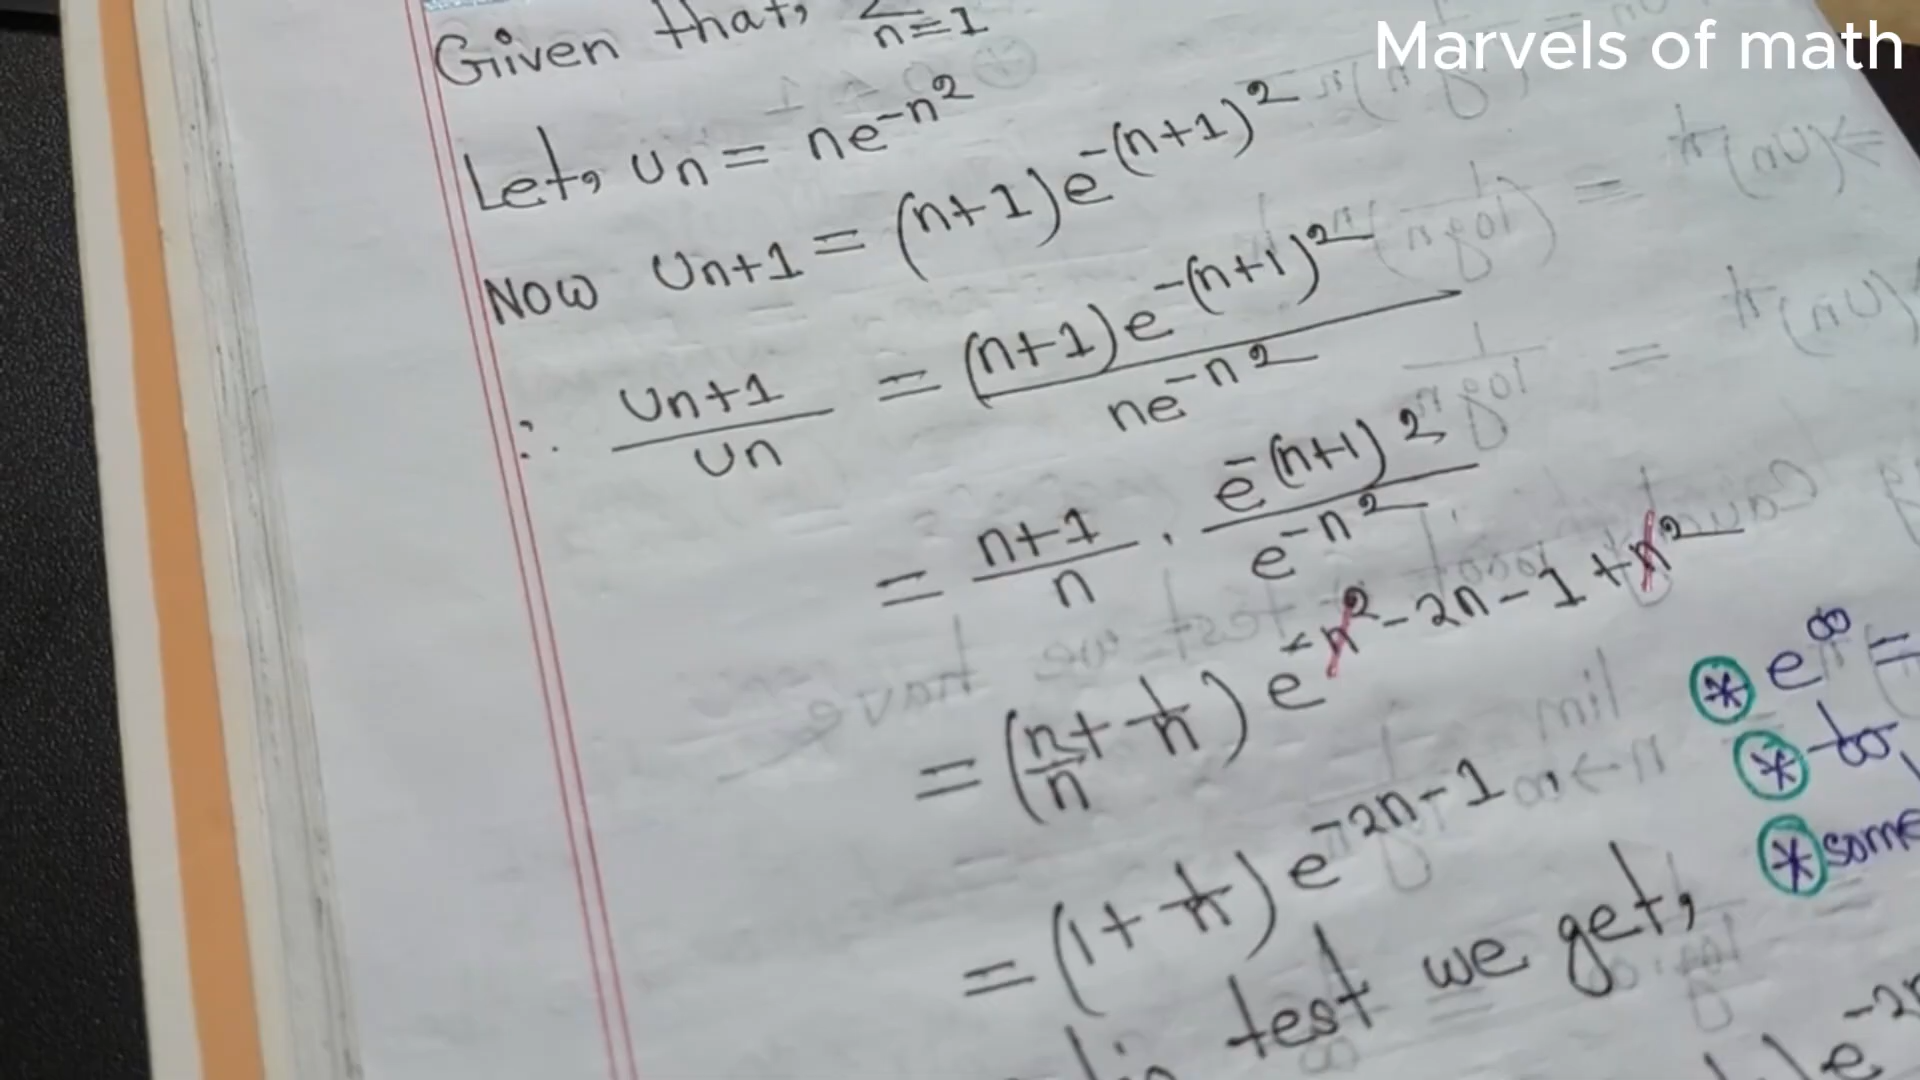 Marvels of math
Given that, ∑ n=1
Let, un = ne^-n^2
Now un+1 = (n+1)e^-(n+1)^2
∴ un+1/un = (n+1)e^-(n+1)^2 / ne^-n^2
= n+1/n . e^-(n+1)^2 / e^-n^2
= (n/n + 1/n) e^-n^2-2n-1+n^2
= (1+1/n) e^-2n-1
* e^∞ =
*
* some
test we get,